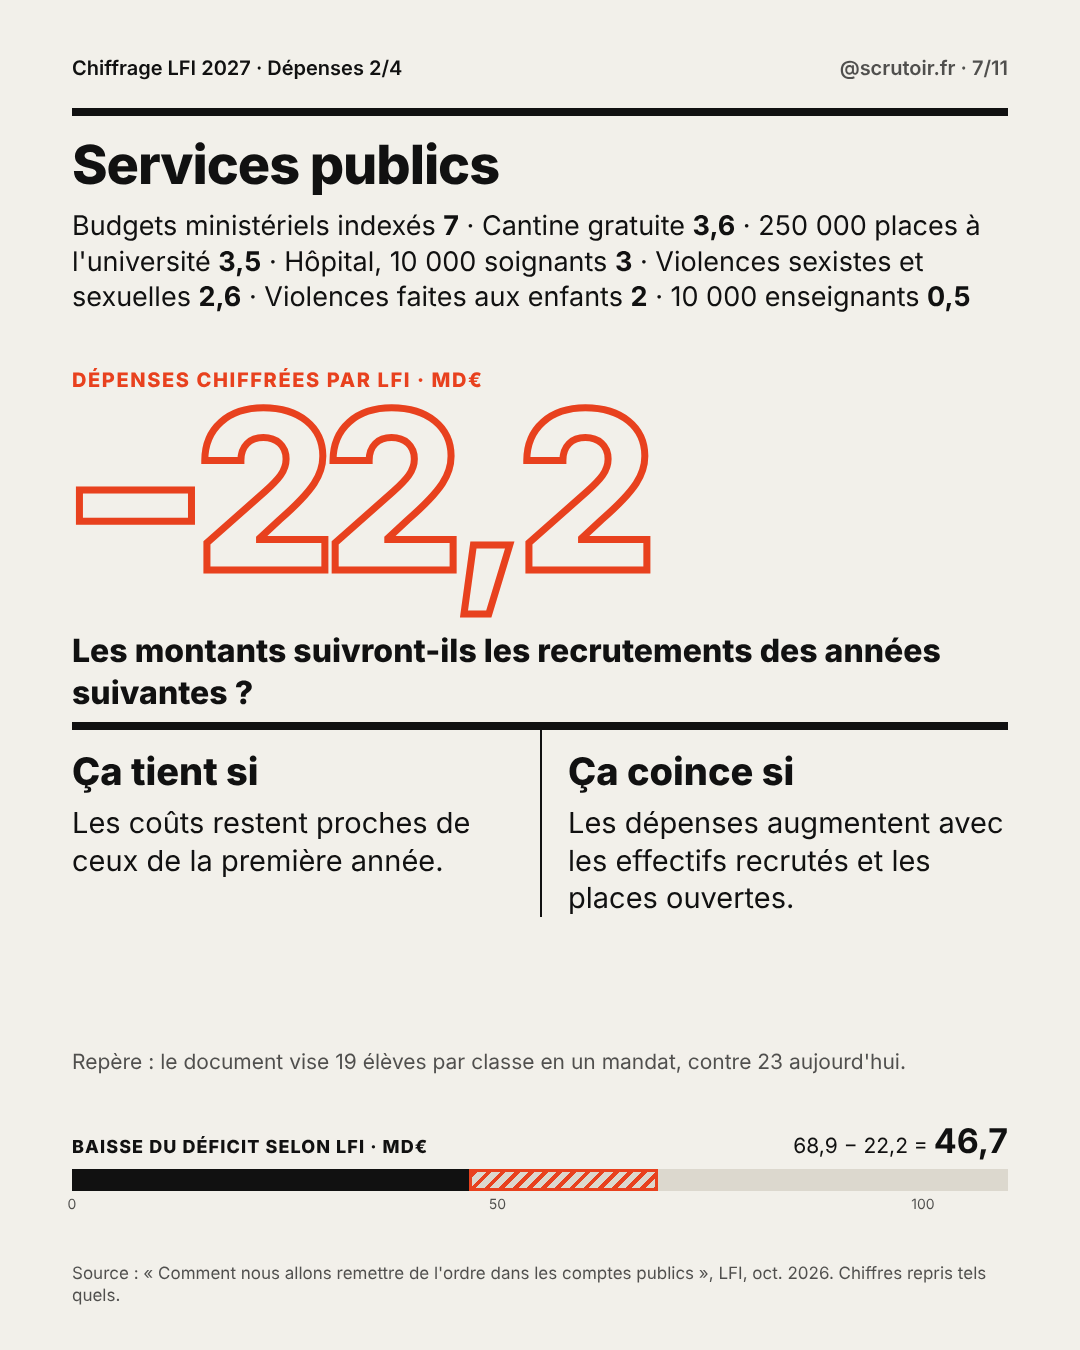 Chiffrage LFI 2027 · Dépenses 2/4
@scrutoir.fr · 7/11
Services publics
Budgets ministériels indexés 7 · Cantine gratuite 3,6 · 250 000 places à
l'université 3,5 · Hôpital, 10 000 soignants 3 · Violences sexistes et
sexuelles 2,6 · Violences faites aux enfants 2 · 10 000 enseignants 0,5
DÉPENSES CHIFFRÉES PAR LFI · MD€
−22,2
Les montants suivront-ils les recrutements des années
suivantes ?
Ça tient si
Les coûts restent proches de
ceux de la première année.
Ça coince si
Les dépenses augmentent avec
les effectifs recrutés et les
places ouvertes.
Repère : le document vise 19 élèves par classe en un mandat, contre 23 aujourd'hui.
BAISSE DU DÉFICIT SELON LFI · MD€
68,9 − 22,2 = 46,7
0 50 100
Source : « Comment nous allons remettre de l'ordre dans les comptes publics », LFI, oct. 2026. Chiffres repris tels
quels.